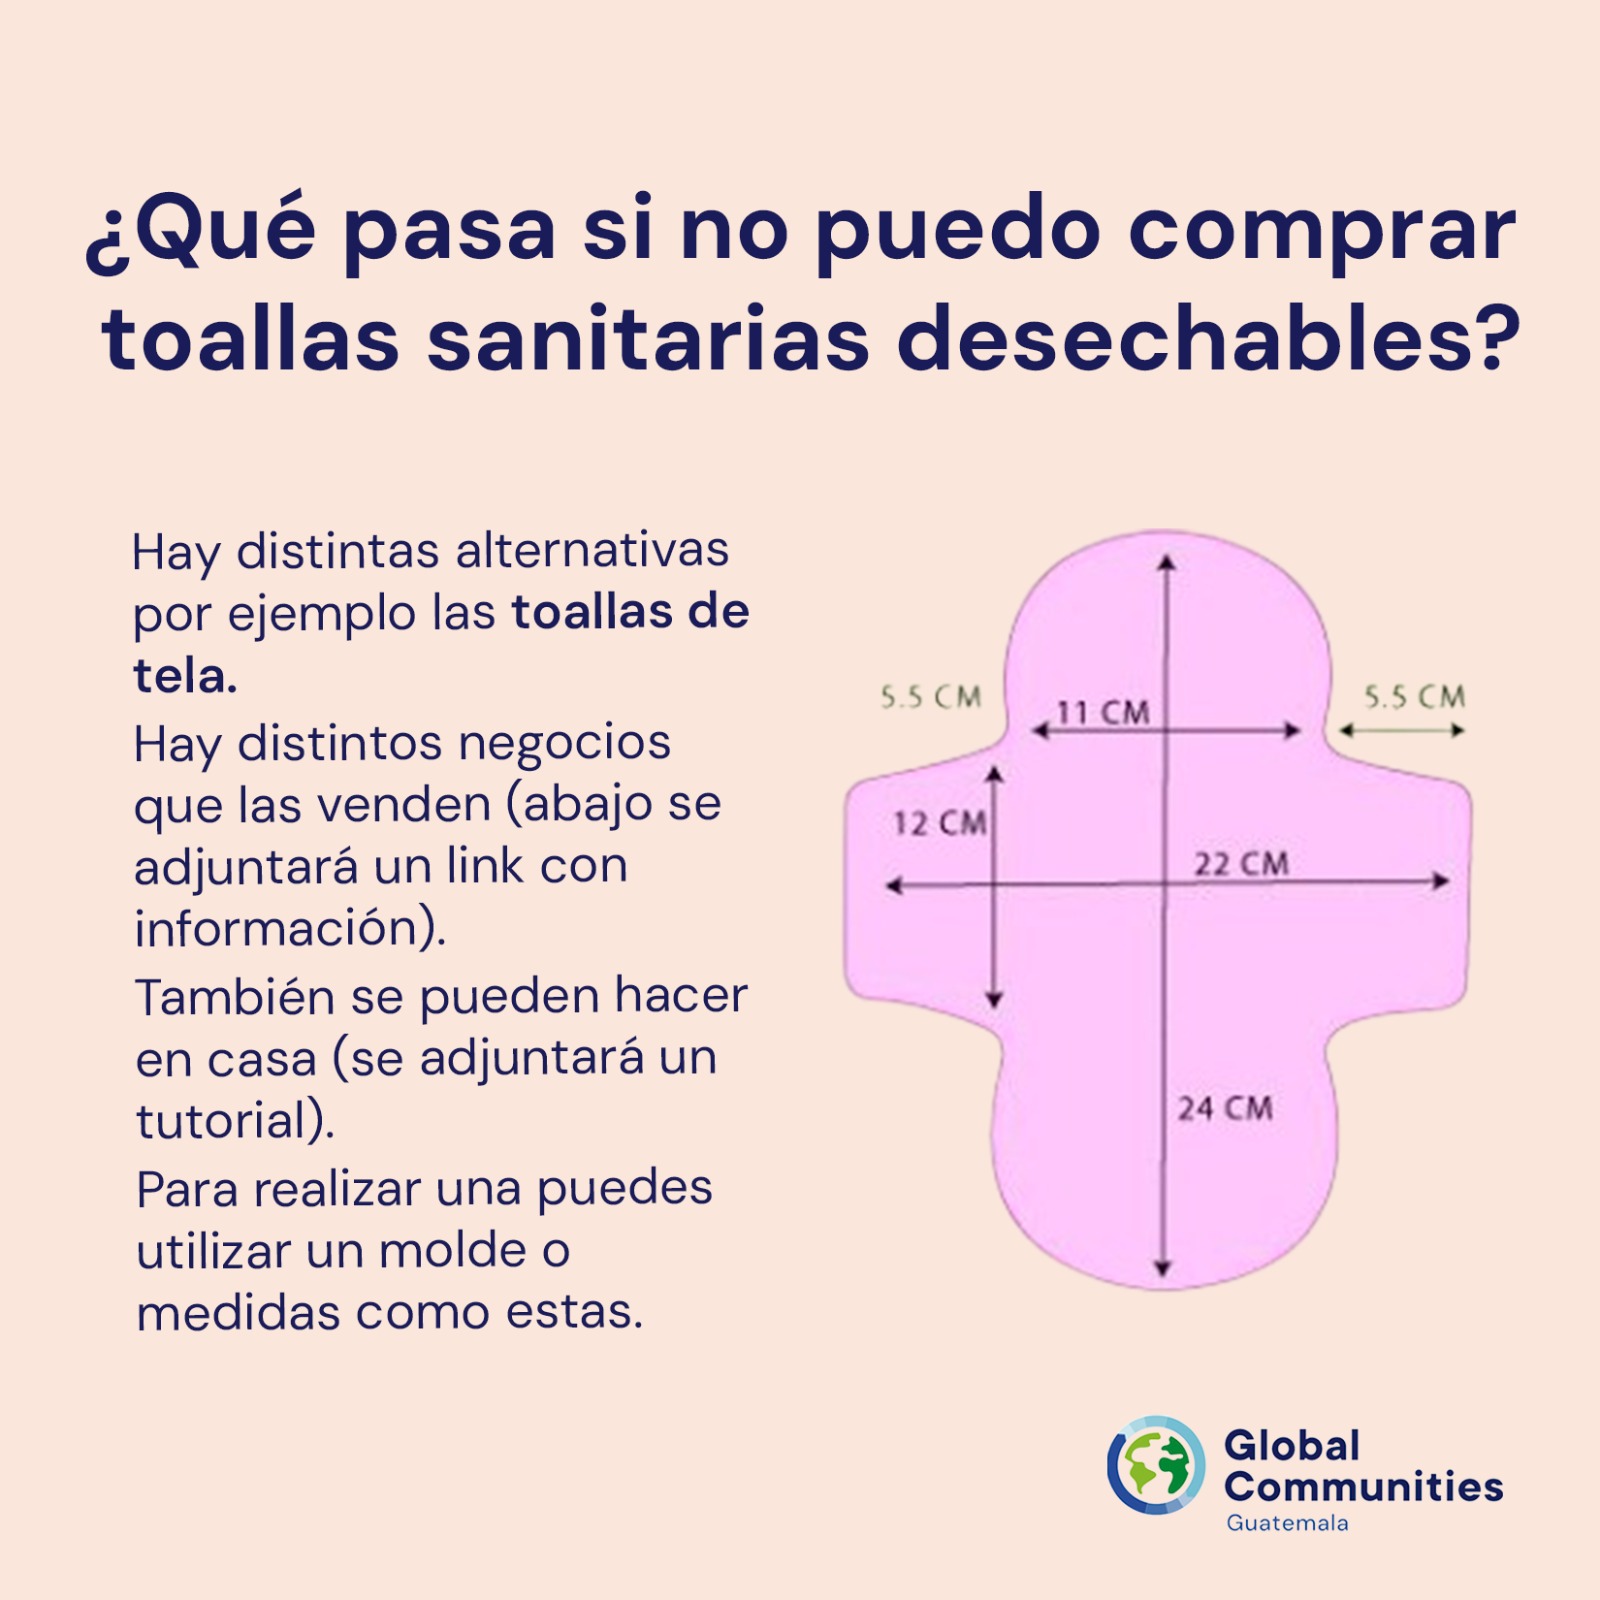 ¿Qué pasa si no puedo comprar
toallas sanitarias desechables?
Hay distintas alternativas
por ejemplo las toallas de
tela.
Hay distintos negocios
que las venden (abajo se
adjuntará un link con
información).
También se pueden hacer
en casa (se adjuntará un
tutorial).
Para realizar una puedes
utilizar un molde o
medidas como estas.
5.5 CM
11 CM
5.5 CM
12 CM
22 CM
24 CM
Global
Communities
Guatemala